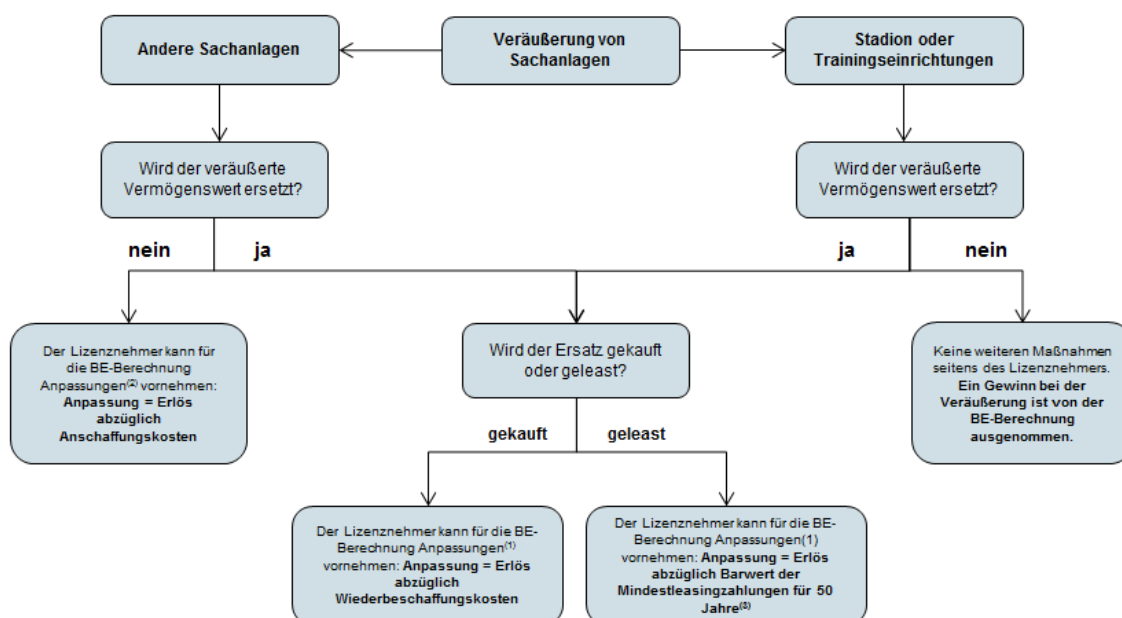 Andere Sachanlagen
Veräußerung von
Sachanlagen
Stadion oder
Trainingseinrichtungen
Wird der veräußerte
Vermögenswert ersetzt?
Wird der veräußerte
Vermögenswert ersetzt?
nein
ja
ja
nein
Der Lizenznehmer kann für
die BE-Berechnung
Anpassungen(2) vornehmen:
Anpassung = Erlös
abzüglich
Anschaffungskosten
Wird der Ersatz gekauft
oder geleast?
Keine weiteren Maßnahmen
seitens des Lizenznehmers.
Ein Gewinn bei der
Veräußerung ist von der
BE-Berechnung
ausgenommen.
gekauft
geleast
Der Lizenznehmer kann für die BE-
Berechnung Anpassungen(1)
vornehmen: Anpassung = Erlös
abzüglich
Wiederbeschaffungskosten
Der Lizenznehmer kann für die BE-
Berechnung Anpassungen(1)
vornehmen: Anpassung = Erlös
abzüglich Barwert der
Mindestleasingzahlungen für 50
Jahre(3)